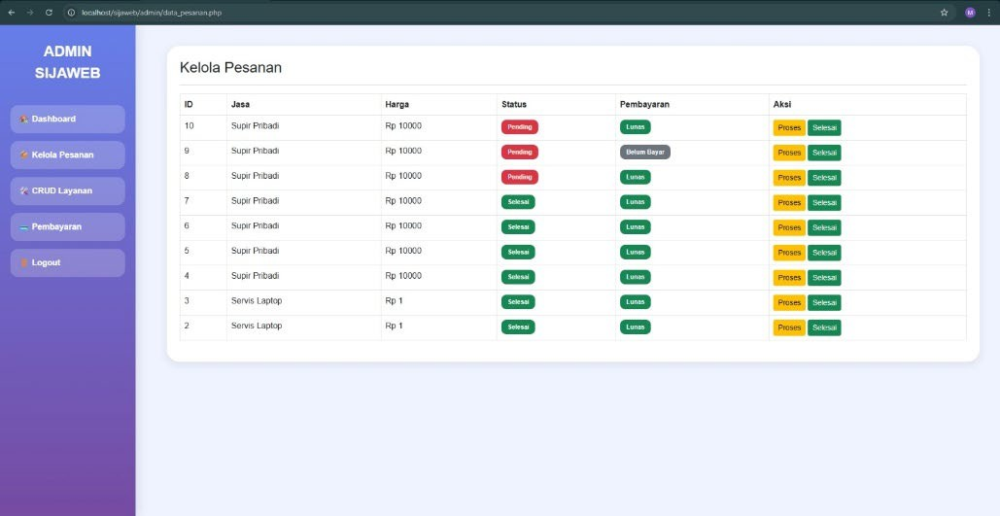 localhost/sijaweb/admin/data_pesanan.php
M
ADMIN
SIJAWEB
Dashboard
Kelola Pesanan
CRUD Layanan
Pembayaran
Logout
Kelola Pesanan
ID Jasa Harga Status Pembayaran Aksi
10 Supir Pribadi Rp 10000 Pending Lunas Proses Selesai
9 Supir Pribadi Rp 10000 Pending Belum Bayar Proses Selesai
8 Supir Pribadi Rp 10000 Pending Lunas Proses Selesai
7 Supir Pribadi Rp 10000 Selesai Lunas Proses Selesai
6 Supir Pribadi Rp 10000 Selesai Lunas Proses Selesai
5 Supir Pribadi Rp 10000 Selesai Lunas Proses Selesai
4 Supir Pribadi Rp 10000 Selesai Lunas Proses Selesai
3 Servis Laptop Rp 1 Selesai Lunas Proses Selesai
2 Servis Laptop Rp 1 Selesai Lunas Proses Selesai